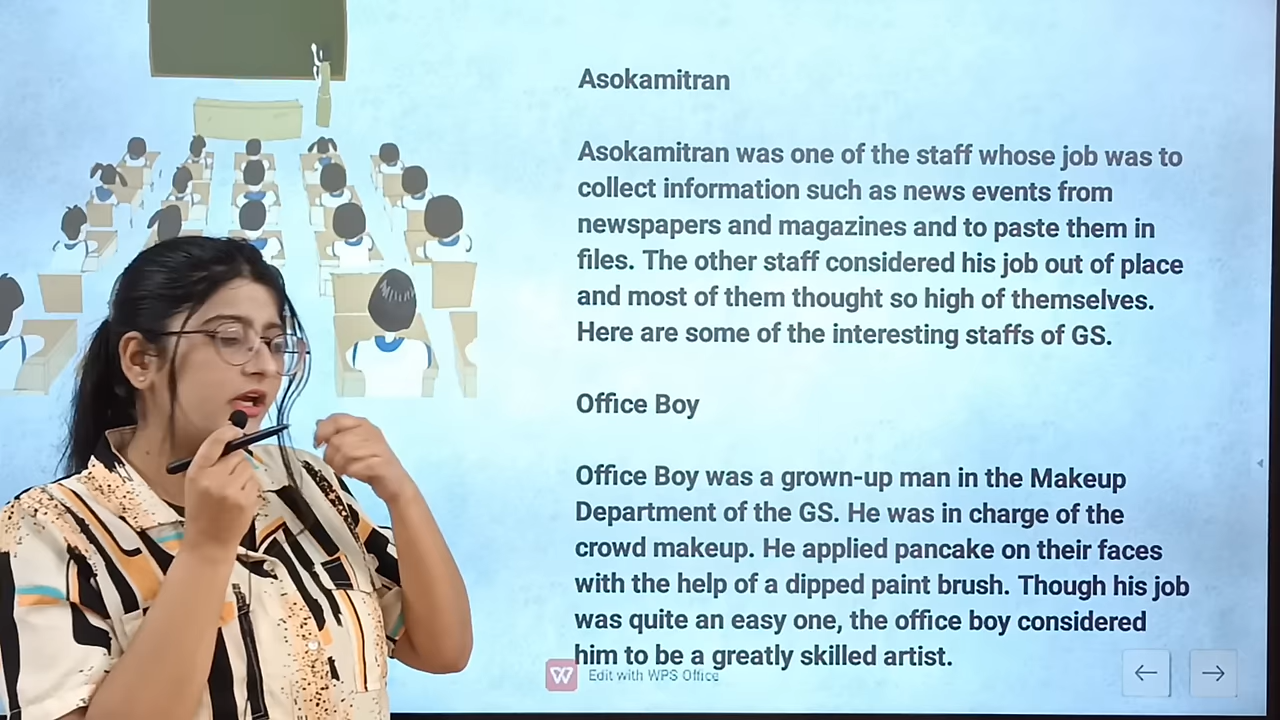 Asokamitran
Asokamitran was one of the staff whose job was to
collect information such as news events from
newspapers and magazines and to paste them in
files. The other staff considered his job out of place
and most of them thought so high of themselves.
Here are some of the interesting staffs of GS.
Office Boy
Office Boy was a grown-up man in the Makeup
Department of the GS. He was in charge of the
crowd makeup. He applied pancake on their faces
with the help of a dipped paint brush. Though his job
was quite an easy one, the office boy considered
him to be a greatly skilled artist.
W Edit with WPS Office